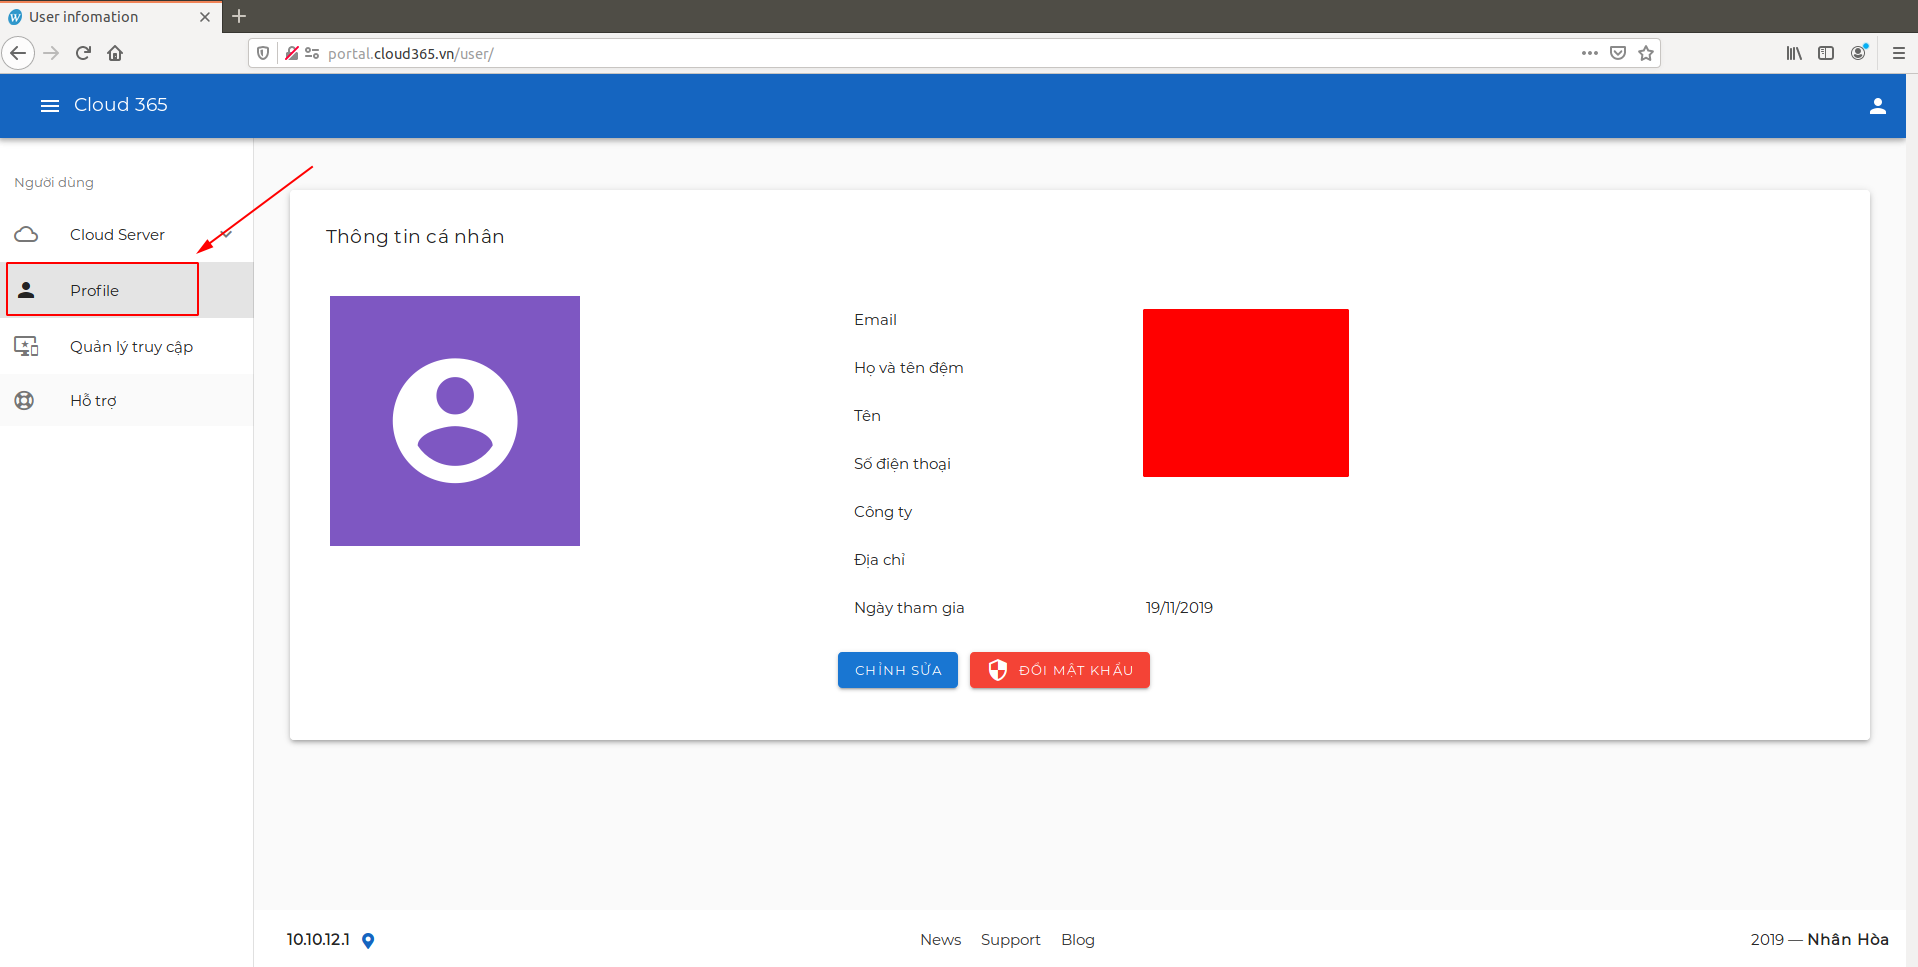 User infomation
portal.cloud365.vn/user/
Cloud 365
Người dùng
Cloud Server
Profile
Quản lý truy cập
Hỗ trợ
Thông tin cá nhân
Email
Họ và tên đệm
Tên
Số điện thoại
Công ty
Địa chỉ
Ngày tham gia 19/11/2019
CHỈNH SỬA ĐỔI MẬT KHẨU
10.10.12.1 News Support Blog 2019 — Nhân Hòa